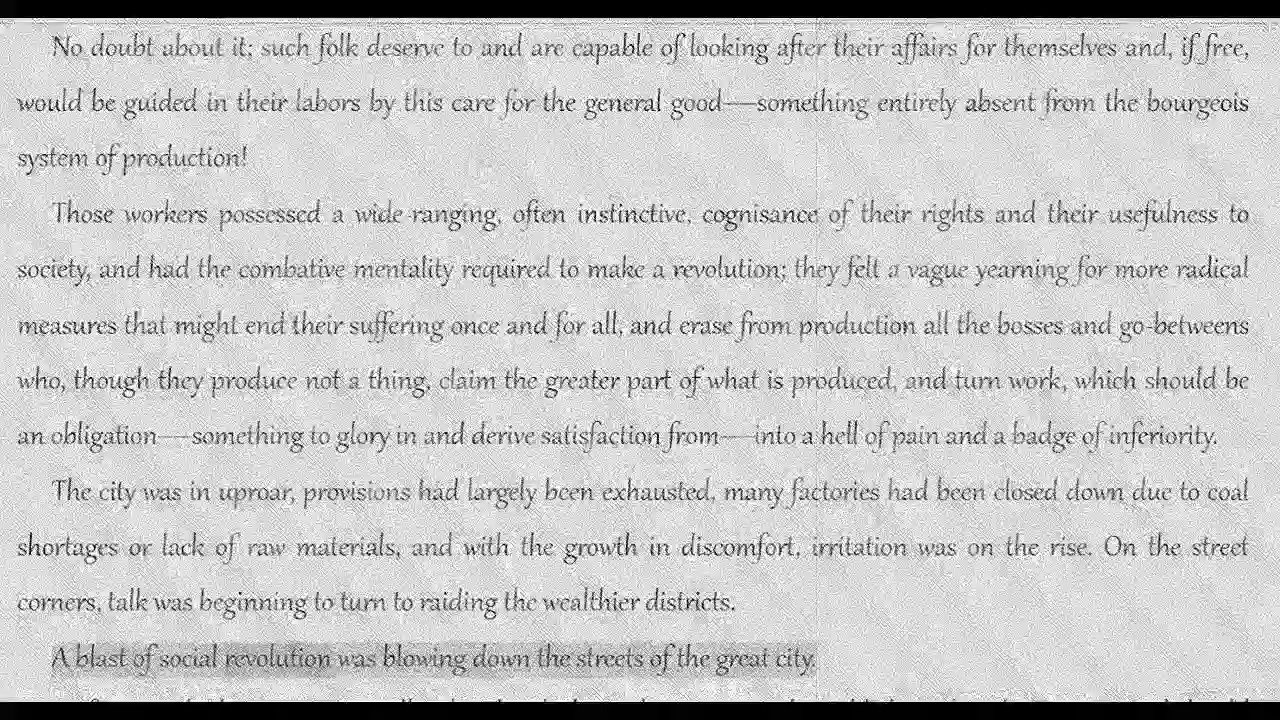 No doubt about it; such folk deserve to and are capable of looking after their affairs for themselves and, if free,
would be guided in their labors by this care for the general good—something entirely absent from the bourgeois
system of production!
Those workers possessed a wide-ranging, often instinctive, cognisance of their rights and their usefulness to
society, and had the combative mentality required to make a revolution; they felt a vague yearning for more radical
measures that might end their suffering once and for all, and erase from production all the bosses and go-betweens
who, though they produce not a thing, claim the greater part of what is produced, and turn work, which should be
an obligation—something to glory in and derive satisfaction from—into a hell of pain and a badge of inferiority.
The city was in uproar, provisions had largely been exhausted, many factories had been closed down due to coal
shortages or lack of raw materials, and with the growth in discomfort, irritation was on the rise. On the street
corners, talk was beginning to turn to raiding the wealthier districts.
A blast of social revolution was blowing down the streets of the great city.